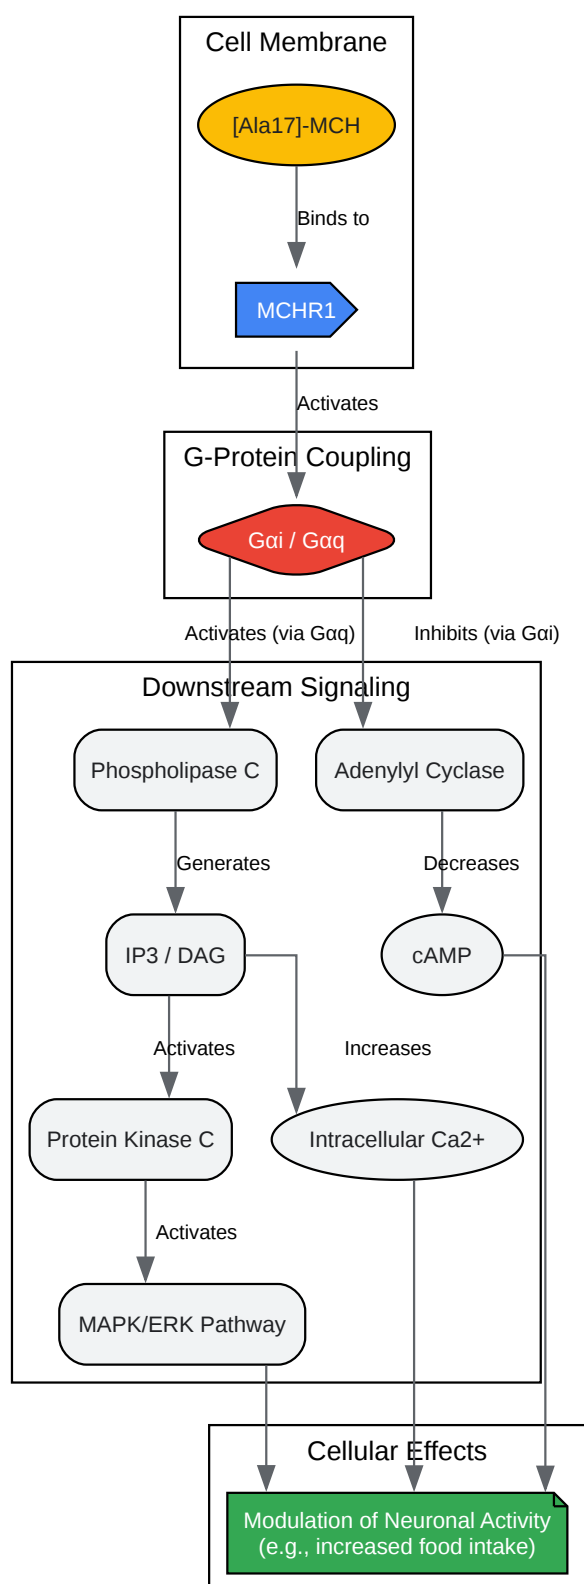 Cell Membrane
[Ala17]-MCH
Binds to
MCHR1
Activates
G-Protein Coupling
Gαi / Gαq
Activates (via Gαq)
Inhibits (via Gαi)
Downstream Signaling
Phospholipase C
Adenylyl Cyclase
Generates
Decreases
IP3 / DAG
cAMP
Activates
Increases
Protein Kinase C
Intracellular Ca2+
Activates
MAPK/ERK Pathway
Cellular Effects
Modulation of Neuronal Activity
(e.g., increased food intake)